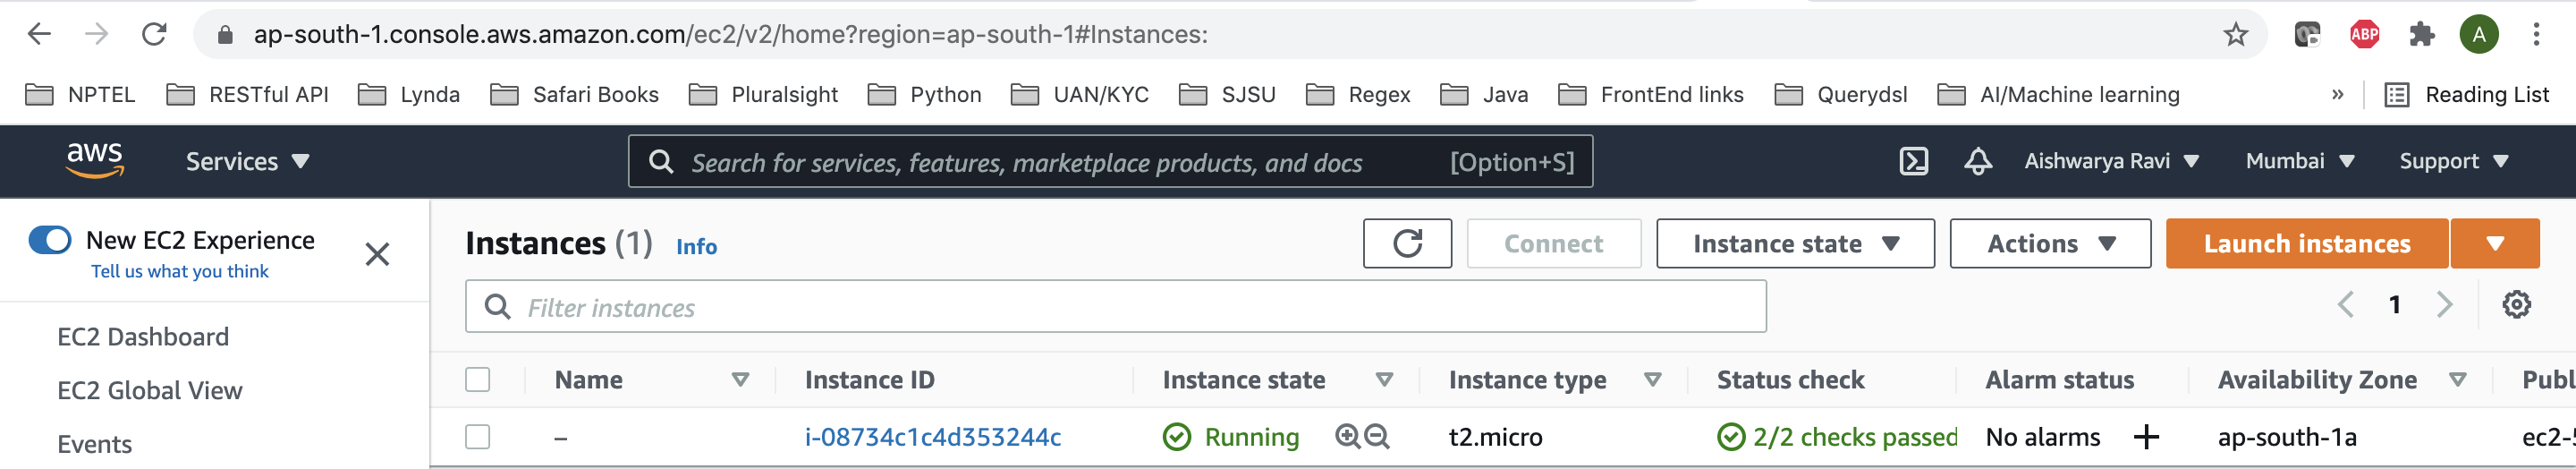 ap-south-1.console.aws.amazon.com/ec2/v2/home?region=ap-south-1#Instances:
ABP
A
NPTEL RESTful API Lynda Safari Books Pluralsight Python UAN/KYC SJSU Regex Java FrontEnd links Querydsl AI/Machine learning » Reading List
aws Services Search for services, features, marketplace products, and docs [Option+S] Aishwarya Ravi Mumbai Support
New EC2 Experience
Tell us what you think
EC2 Dashboard
EC2 Global View
Events
Instances (1) Info Connect Instance state Actions Launch instances
Filter instances
1
Name Instance ID Instance state Instance type Status check Alarm status Availability Zone Publ
– i-08734c1c4d353244c Running t2.micro 2/2 checks passed No alarms + ap-south-1a ec2-5